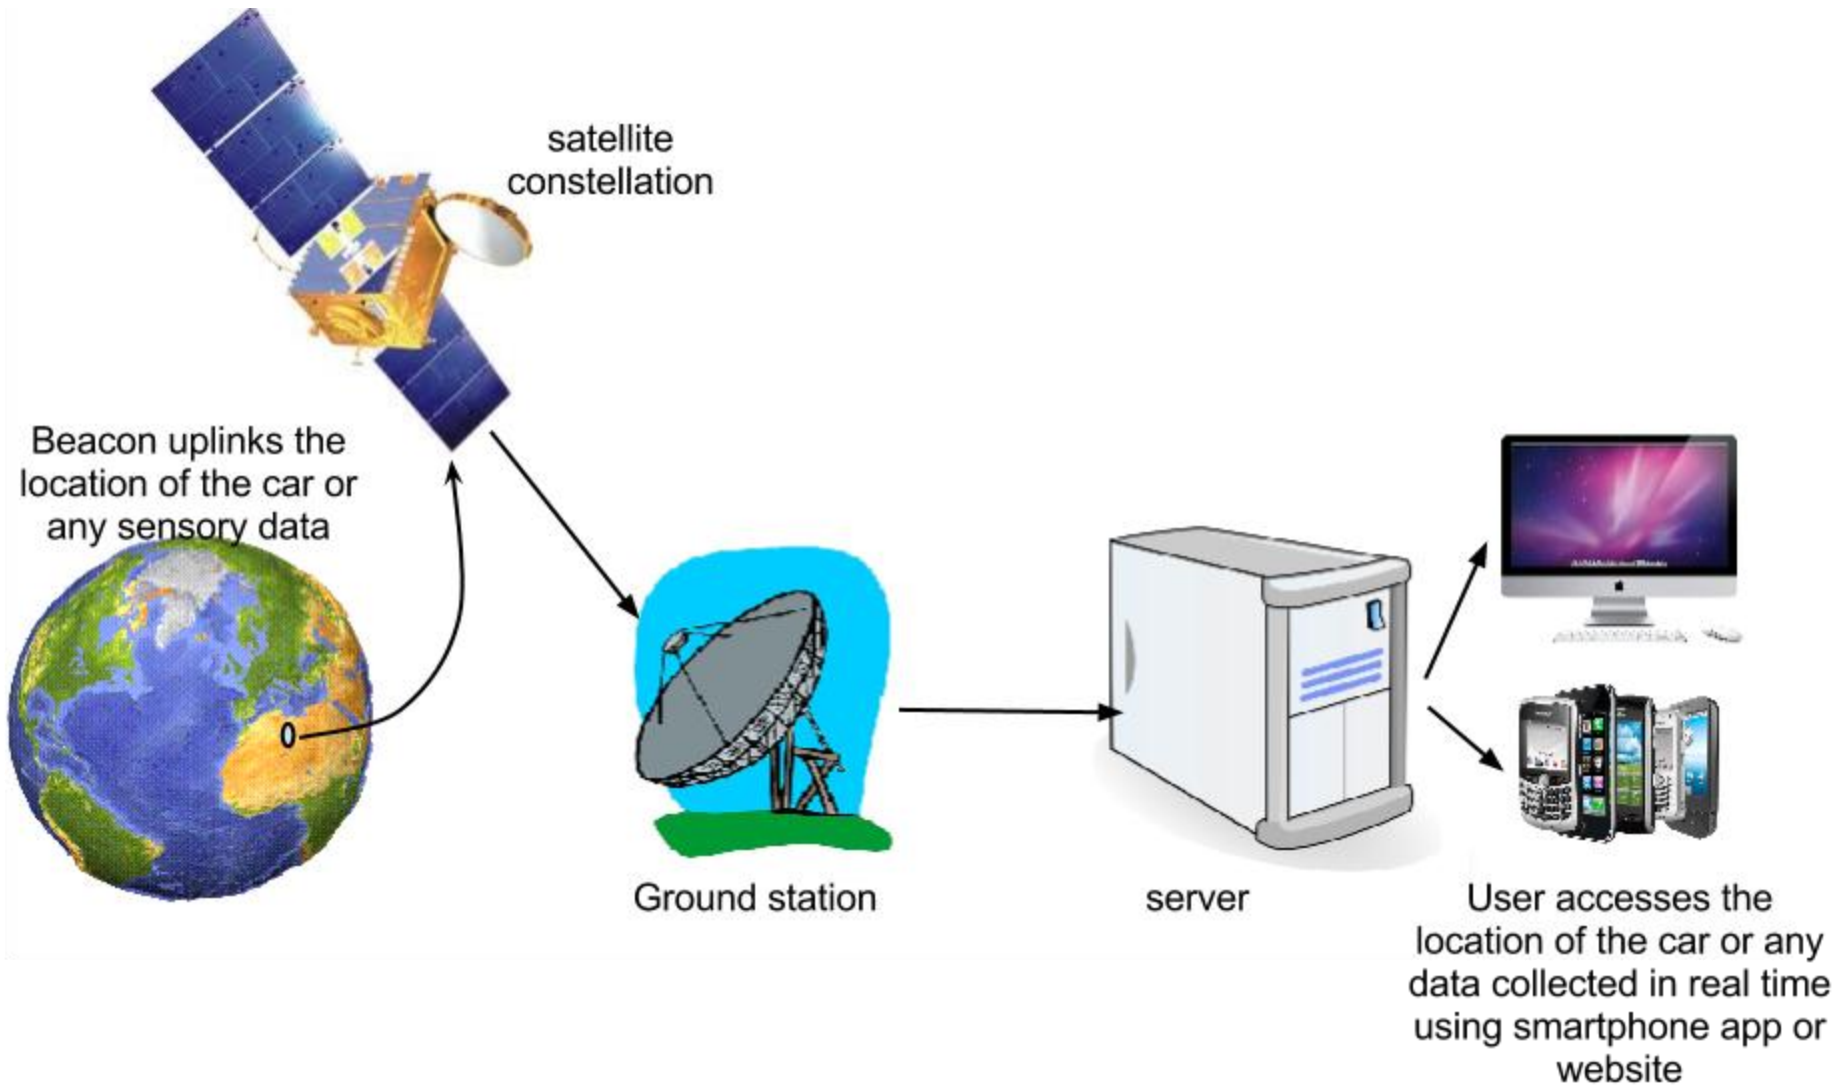 satellite
constellation
Beacon uplinks the
location of the car or
any sensory data
Ground station
server
User accesses the
location of the car or any
data collected in real time
using smartphone app or
website